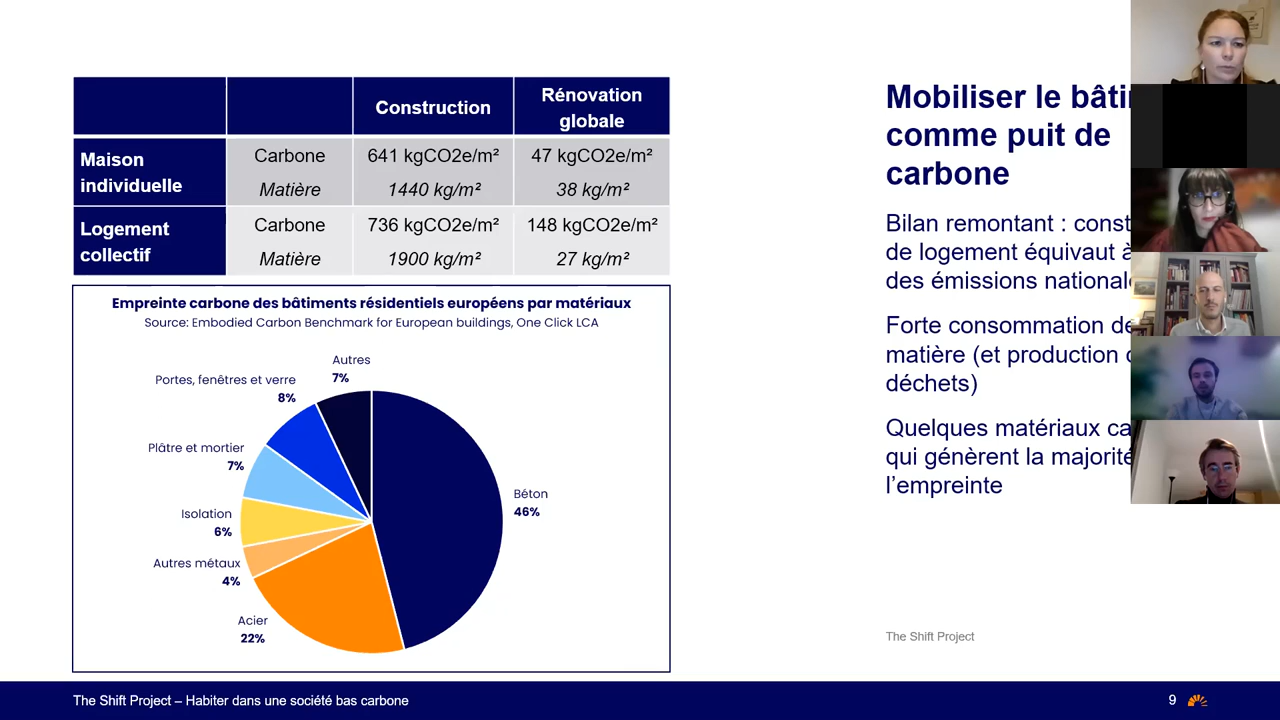 Construction
Rénovation
globale
Maison
individuelle
Carbone
641 kgCO2e/m²
47 kgCO2e/m²
Matière
1440 kg/m²
38 kg/m²
Logement
collectif
Carbone
736 kgCO2e/m²
148 kgCO2e/m²
Matière
1900 kg/m²
27 kg/m²
Empreinte carbone des bâtiments résidentiels européens par matériaux
Source: Embodied Carbon Benchmark for European buildings, One Click LCA
Autres
7%
Portes, fenêtres et verre
8%
Plâtre et mortier
7%
Isolation
6%
Autres métaux
4%
Acier
22%
Béton
46%
Mobiliser le
comme puit de
carbone
Bilan remontant :
de logement équivaut à
des émissions
Forte consommation de
matière (et production
déchets)
Quelques matériaux
qui génèrent la majorité
l’empreinte
The Shift Project
The Shift Project – Habiter dans une société bas carbone
9